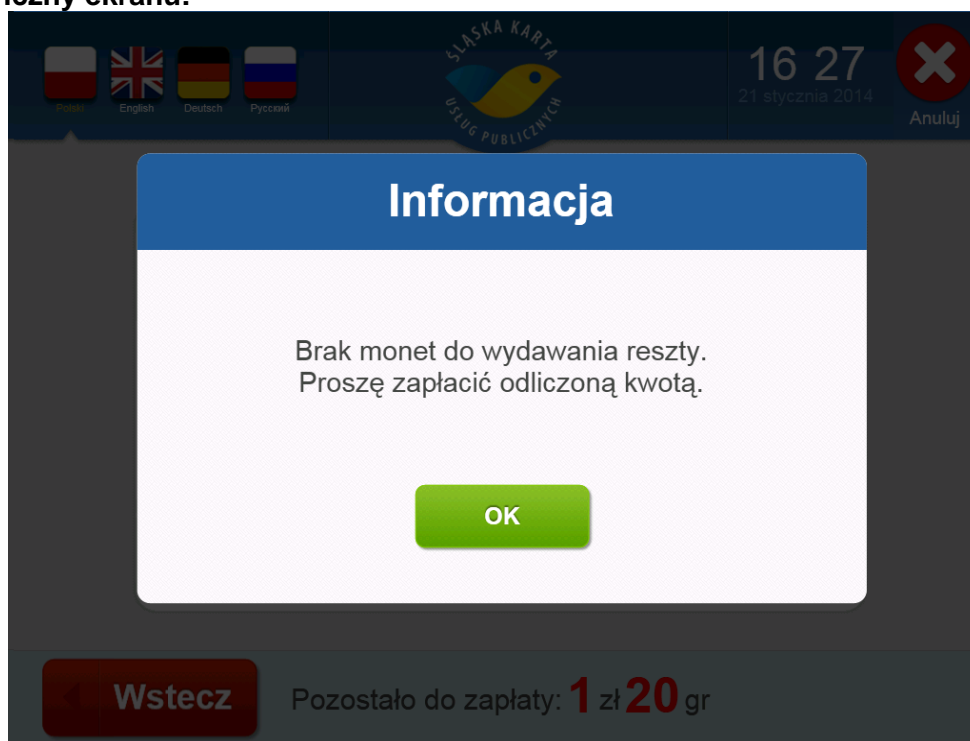 iczny ekranu:
ŚLĄSKA KARTA
USŁUG PUBLICZNYCH
16 27
21 stycznia 2014
Polski English Deutsch Русский
Anuluj
Informacja
Brak monet do wydawania reszty.
Proszę zapłacić odliczoną kwotą.
OK
Wstecz
Pozostało do zapłaty: 1 zł 20 gr